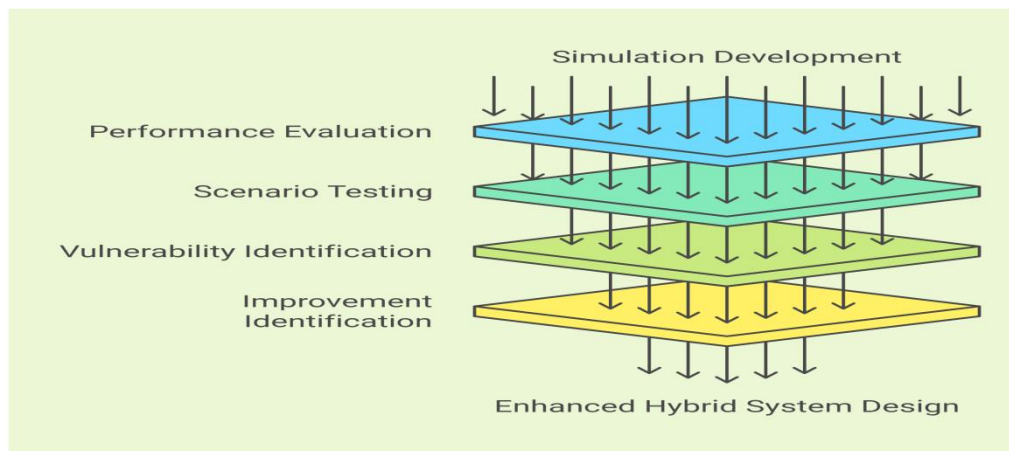 Simulation Development
Performance Evaluation
Scenario Testing
Vulnerability Identification
Improvement
Identification
Enhanced Hybrid System Design